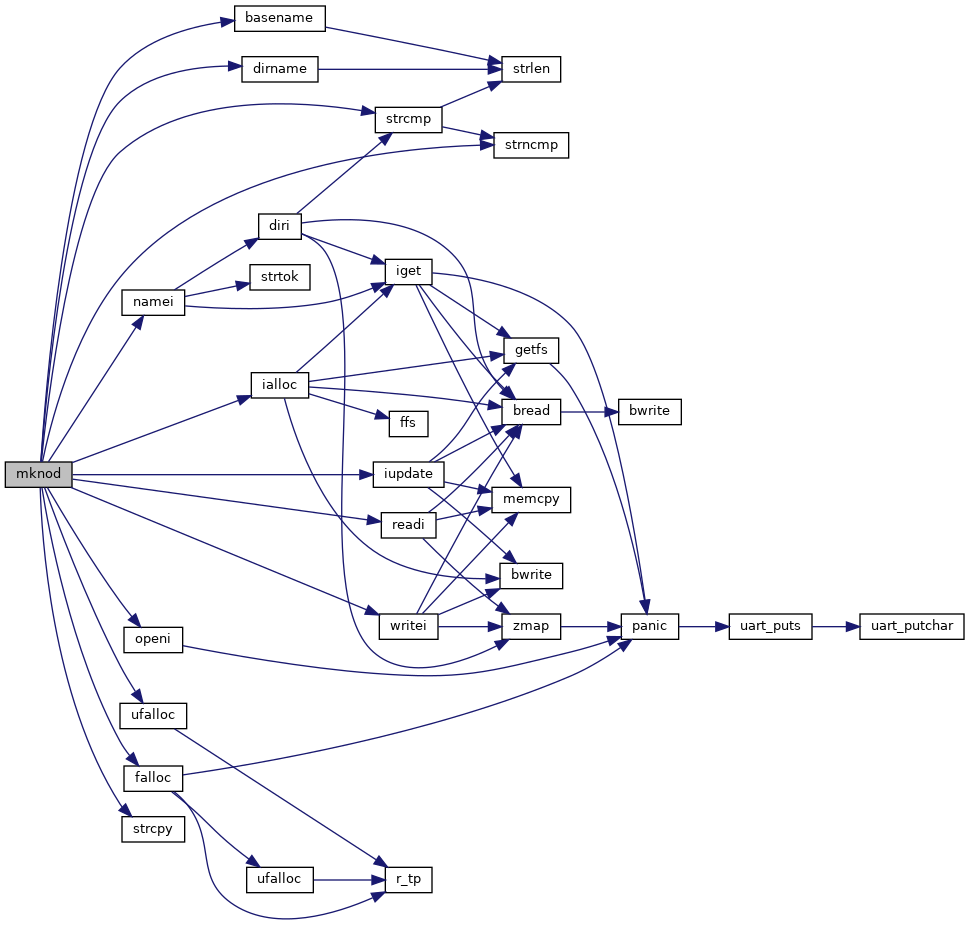 basename
dirname
strlen
strcmp
strncmp
diri
iget
strtok
namei
getfs
ialloc
bread
bwrite
ffs
mknod
iupdate
memcpy
readi
bwrite
writei
zmap
panic
uart_puts
uart_putchar
openi
ufalloc
falloc
strcpy
ufalloc
r_tp